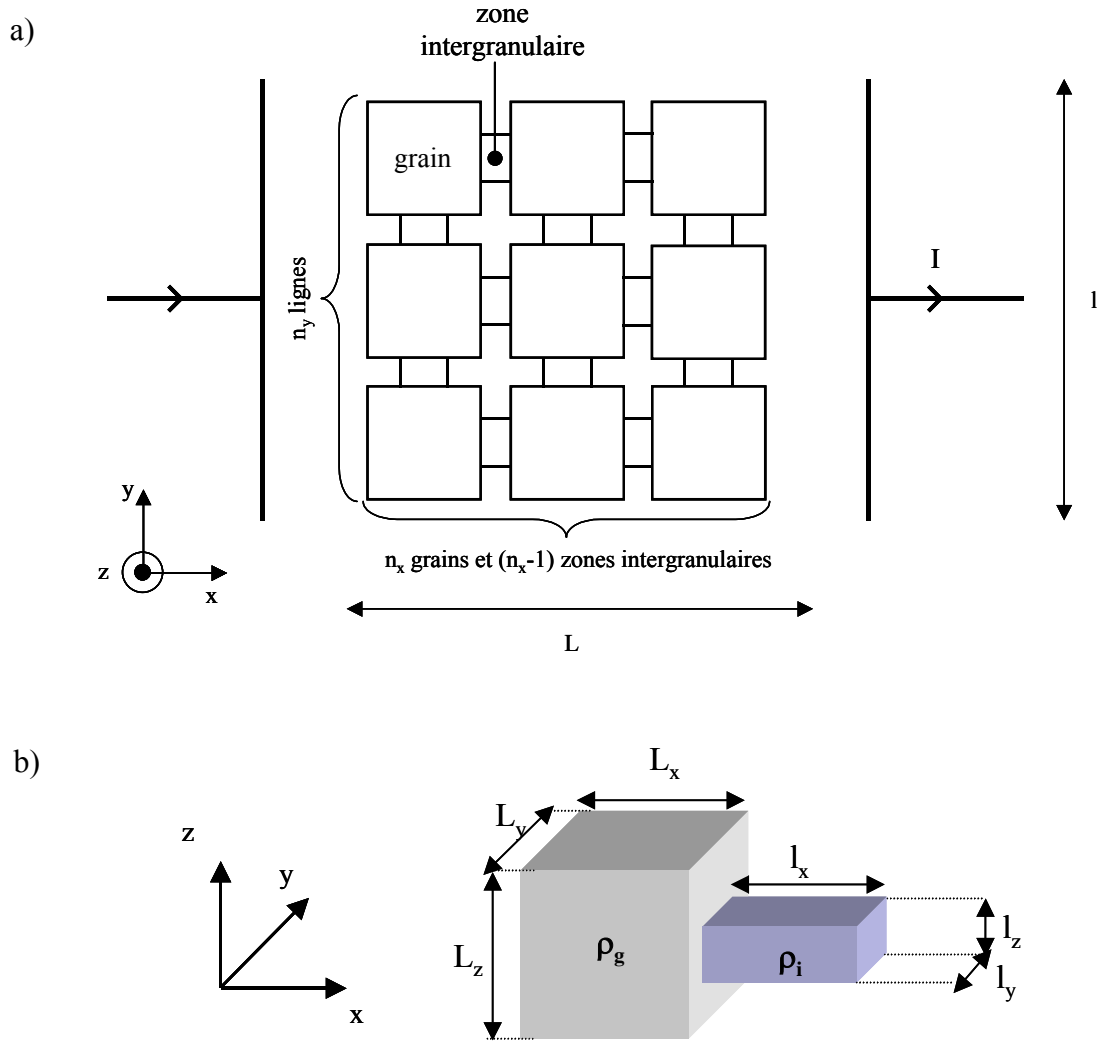 a)
zone
intergranulaire
grain
n_y lignes
I
l
y
z
x
n_x grains et (n_x-1) zones intergranulaires
L
b)
L_x
L_y
z
y
l_x
L_z
ρ_g
ρ_i
l_z
l_y
x